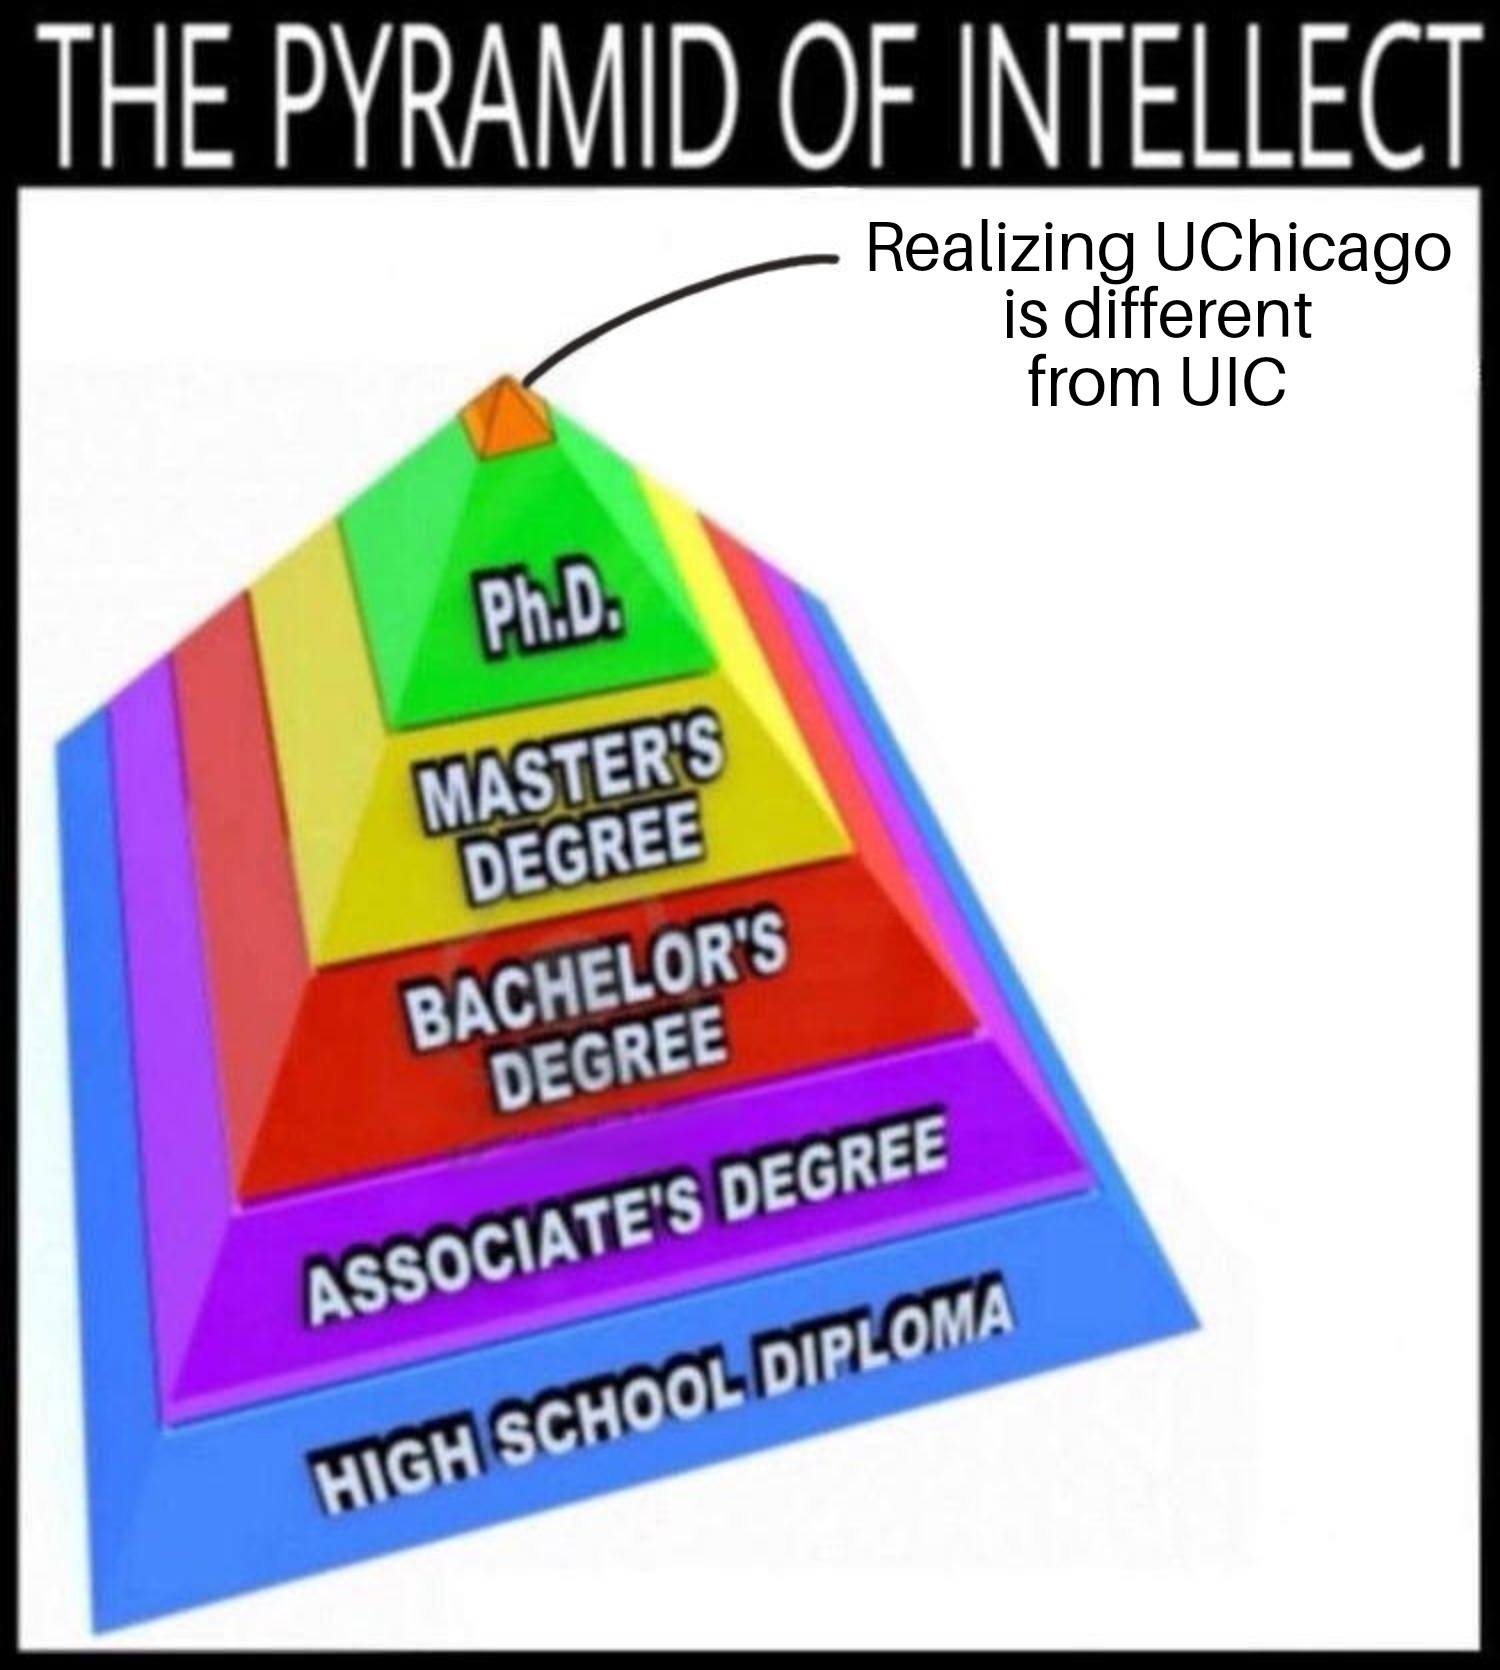 THE PYRAMID OF INTELLECT
Realizing UChicago
is different
from UIC
Ph.D.
MASTER'S
DEGREE
BACHELOR'S
DEGREE
ASSOCIATE'S DEGREE
HIGH SCHOOL DIPLOMA